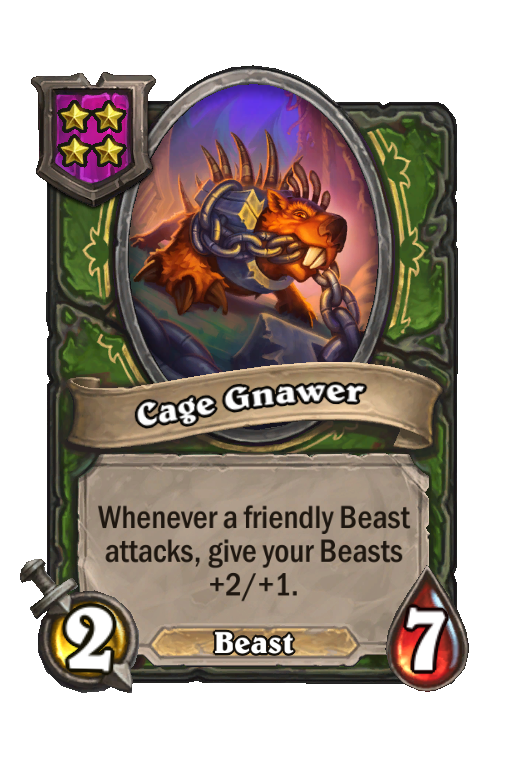 Cage Gnawer
Whenever a friendly Beast
attacks, give your Beasts
+2/+1.
2
Beast
7